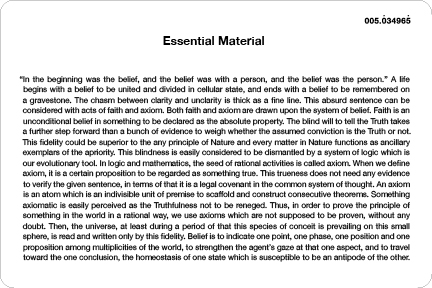 005.034965
Essential Material
“In the beginning was the belief, and the belief was with a person, and the belief was the person.” A life
begins with a belief to be united and divided in cellular state, and ends with a belief to be remembered on
a gravestone. The chasm between clarity and unclarity is thick as a fine line. This absurd sentence can be
considered with acts of faith and axiom. Both faith and axiom are drawn upon the system of belief. Faith is an
unconditional belief in something to be declared as the absolute property. The blind will to tell the Truth takes
a further step forward than a bunch of evidence to weigh whether the assumed conviction is the Truth or not.
This fidelity could be superior to the any principle of Nature and every matter in Nature functions as ancillary
exemplars of the apriority. This blindness is easily considered to be dismantled by a system of logic which is
our evolutionary tool. In logic and mathematics, the seed of rational activities is called axiom. When we define
axiom, it is a certain proposition to be regarded as something true. This trueness does not need any evidence
to verify the given sentence, in terms of that it is a legal covenant in the common system of thought. An axiom
is an atom which is an indivisible unit of premise to scaffold and construct consecutive theorems. Something
axiomatic is easily perceived as the Truthfulness not to be reneged. Thus, in order to prove the principle of
something in the world in a rational way, we use axioms which are not supposed to be proven, without any
doubt. Then, the universe, at least during a period of that this species of conceit is prevailing on this small
sphere, is read and written only by this fidelity. Belief is to indicate one point, one phase, one position and one
proposition among multiplicities of the world, to strengthen the agent’s gaze at that one aspect, and to travel
toward the one conclusion, the homeostasis of one state which is susceptible to be an antipode of the other.